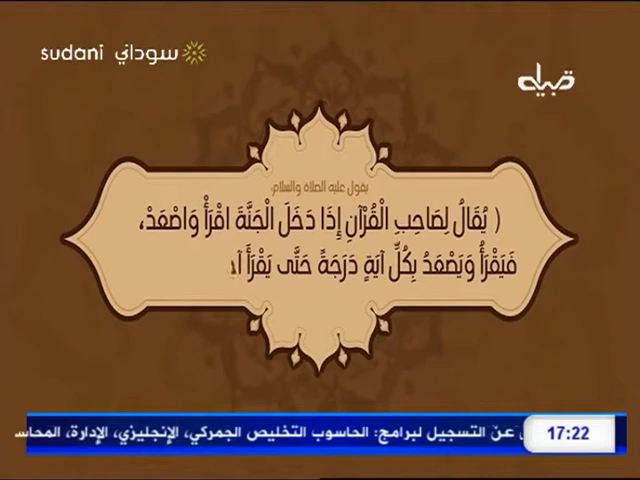 sudani سوداني
قبيلة
يقول عليه الصلاة والسلام:
( يُقَالُ لِصَاحِبِ الْقُرْآنِ إِذَا دَخَلَ الْجَنَّةَ اقْرَأْ وَاصْعَدْ،
فَيَقْرَأُ وَيَصْعَدُ بِكُلِّ آيَةٍ دَرَجَةً حَتَّى يَقْرَأَ
عن التسجيل لبرامج: الحاسوب التخليص الجمركي، الإنجليزي، الإدارة، المحاس
17:22